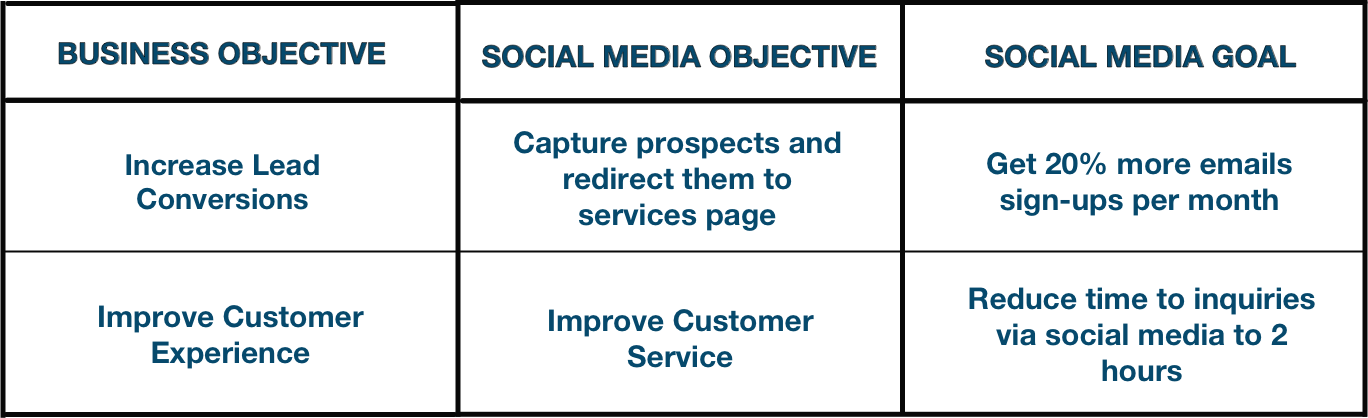 BUSINESS OBJECTIVE
SOCIAL MEDIA OBJECTIVE
SOCIAL MEDIA GOAL
Increase Lead
Conversions
Capture prospects and
redirect them to
services page
Get 20% more emails
sign-ups per month
Improve Customer
Experience
Improve Customer
Service
Reduce time to inquiries
via social media to 2
hours